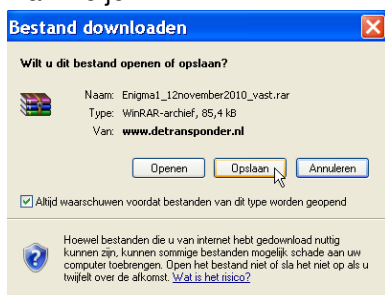 Bestand downloaden
Wilt u dit bestand openen of opslaan?
Naam: Enigma1_12november2010_vast.rar
Type: WinRAR-archief, 85,4 kB
Van: www.detransponder.nl
Openen Opslaan Annuleren
Altijd waarschuwen voordat bestanden van dit type worden geopend
Hoewel bestanden die u van internet hebt gedownload nuttig
kunnen zijn, kunnen sommige bestanden mogelijk schade aan uw
computer toebrengen. Open het bestand niet of sla het niet op als u
twijfelt over de afkomst. Wat is het risico?